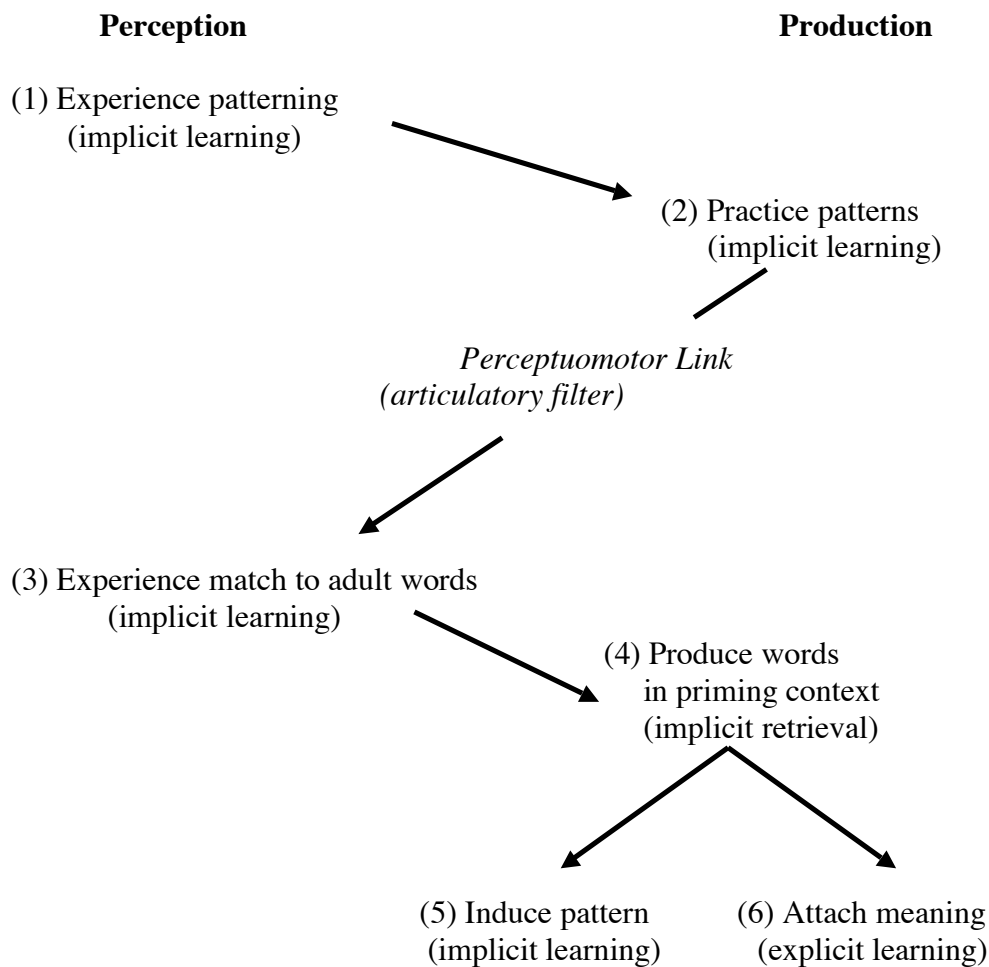 Perception
Production
(1) Experience patterning
(implicit learning)
(2) Practice patterns
(implicit learning)
Perceptuomotor Link
(articulatory filter)
(3) Experience match to adult words
(implicit learning)
(4) Produce words
in priming context
(implicit retrieval)
(5) Induce pattern
(implicit learning)
(6) Attach meaning
(explicit learning)